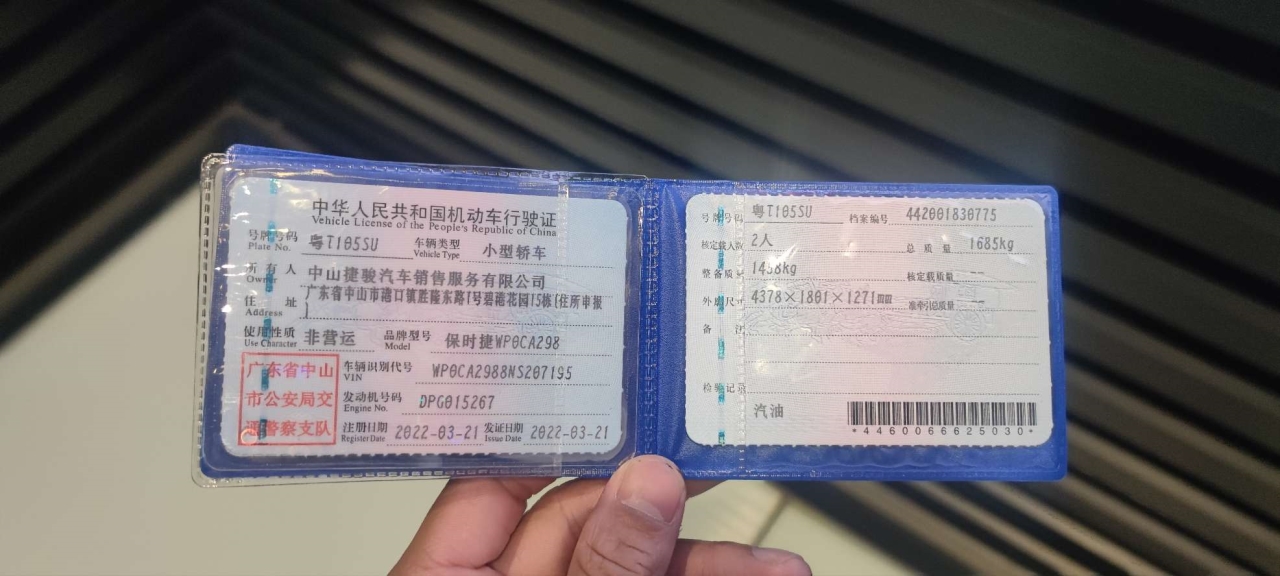 中华人民共和国机动车行驶证
Vehicle License of the People's Republic of China
号牌号码 粤T105SU 车辆类型 小型轿车
Plate No. Vehicle Type
所有人 中山捷骏汽车销售服务有限公司
Owner
住址 广东省中山市港口镇胜隆东路7号碧港花园15栋(住所申报
Address
使用性质 非营运 品牌型号 保时捷WP0CA298
Use Character Model
广东省中山
市公安局交
通警察支队
车辆识别代号 WP0CA2988NS207195
VIN
发动机号码 DPG015267
Engine No.
注册日期 2022-03-21 发证日期 2022-03-21
Register Date Issue Date
号牌号码 粤T105SU 档案编号 442001830775
核定载人数 2人 总质量 1685kg
整备质量 1458kg 核定载质量 --
外廓尺寸 4378×1801×1271mm 准牵引总质量 --
备注
检验记录
汽油
*4460066625030*